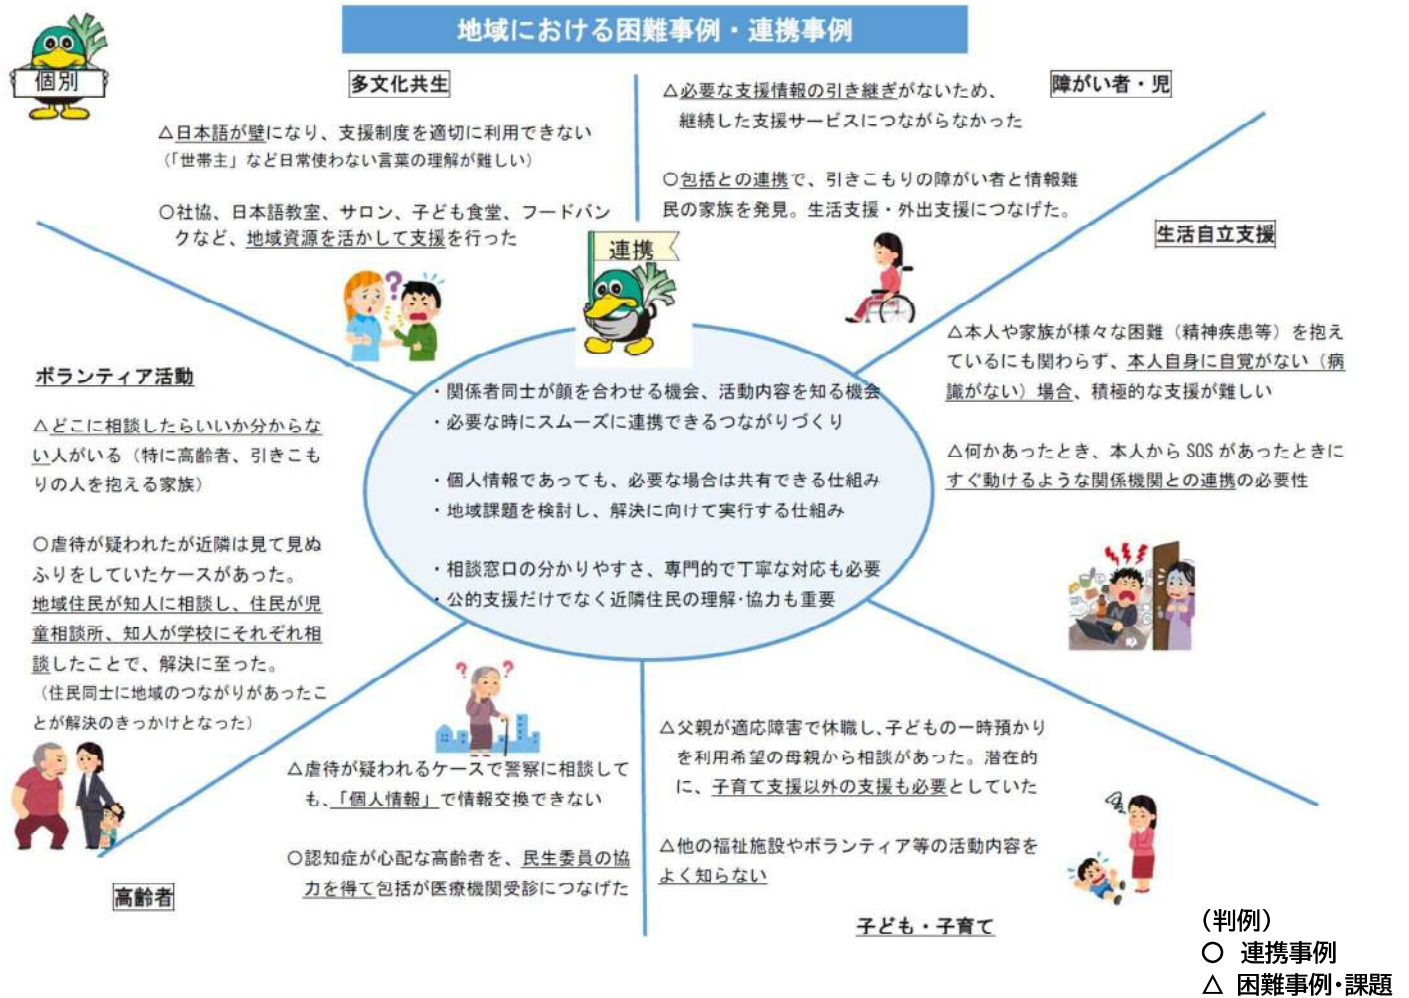 地域における困難事例・連携事例
個別
多文化共生
△日本語が壁になり、支援制度を適切に利用できない
（「世帯主」など日常使わない言葉の理解が難しい）
○社協、日本語教室、サロン、子ども食堂、フードバン
クなど、地域資源を活かして支援を行った
障がい者・児
△必要な支援情報の引き継ぎがないため、
継続した支援サービスにつながらなかった
○包括との連携で、引きこもりの障がい者と情報難
民の家族を発見。生活支援・外出支援につなげた。
生活自立支援
△本人や家族が様々な困難（精神疾患等）を抱え
ているにも関わらず、本人自身に自覚がない（病
識がない）場合、積極的な支援が難しい
△何かあったとき、本人から SOS があったときに
すぐ動けるような関係機関との連携の必要性
連携
・関係者同士が顔を合わせる機会、活動内容を知る機会
・必要な時にスムーズに連携できるつながりづくり
・個人情報であっても、必要な場合は共有できる仕組み
・地域課題を検討し、解決に向けて実行する仕組み
・相談窓口の分かりやすさ、専門的で丁寧な対応も必要
・公的支援だけでなく近隣住民の理解・協力も重要
ボランティア活動
△どこに相談したらいいか分からな
い人がいる（特に高齢者、引きこも
りの人を抱える家族）
○虐待が疑われたが近隣は見て見ぬ
ふりをしていたケースがあった。
地域住民が知人に相談し、住民が児
童相談所、知人が学校にそれぞれ相
談したことで、解決に至った。
（住民同士に地域のつながりがあったこ
とが解決のきっかけとなった）
高齢者
△虐待が疑われるケースで警察に相談して
も、「個人情報」で情報交換できない
○認知症が心配な高齢者を、民生委員の協
力を得て包括が医療機関受診につなげた
△父親が適応障害で休職し、子どもの一時預かり
を利用希望の母親から相談があった。潜在的
に、子育て支援以外の支援も必要としていた
△他の福祉施設やボランティア等の活動内容を
よく知らない
子ども・子育て
（判例）
○ 連携事例
△ 困難事例・課題